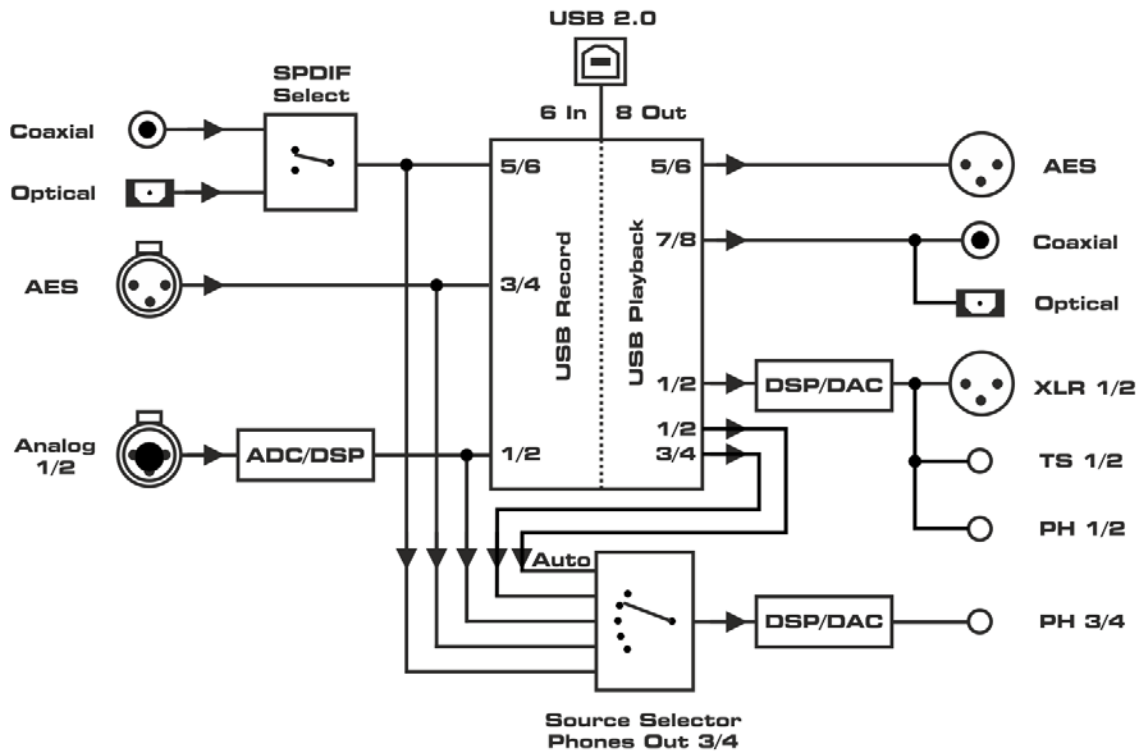 USB 2.0
SPDIF
Select
6 In
8 Out
Coaxial
Optical
AES
Analog
1/2
ADC/DSP
5/6
3/4
1/2
USB Record
USB Playback
5/6
7/8
1/2
1/2
3/4
DSP/DAC
AES
Coaxial
Optical
XLR 1/2
TS 1/2
PH 1/2
Auto
DSP/DAC
PH 3/4
Source Selector
Phones Out 3/4